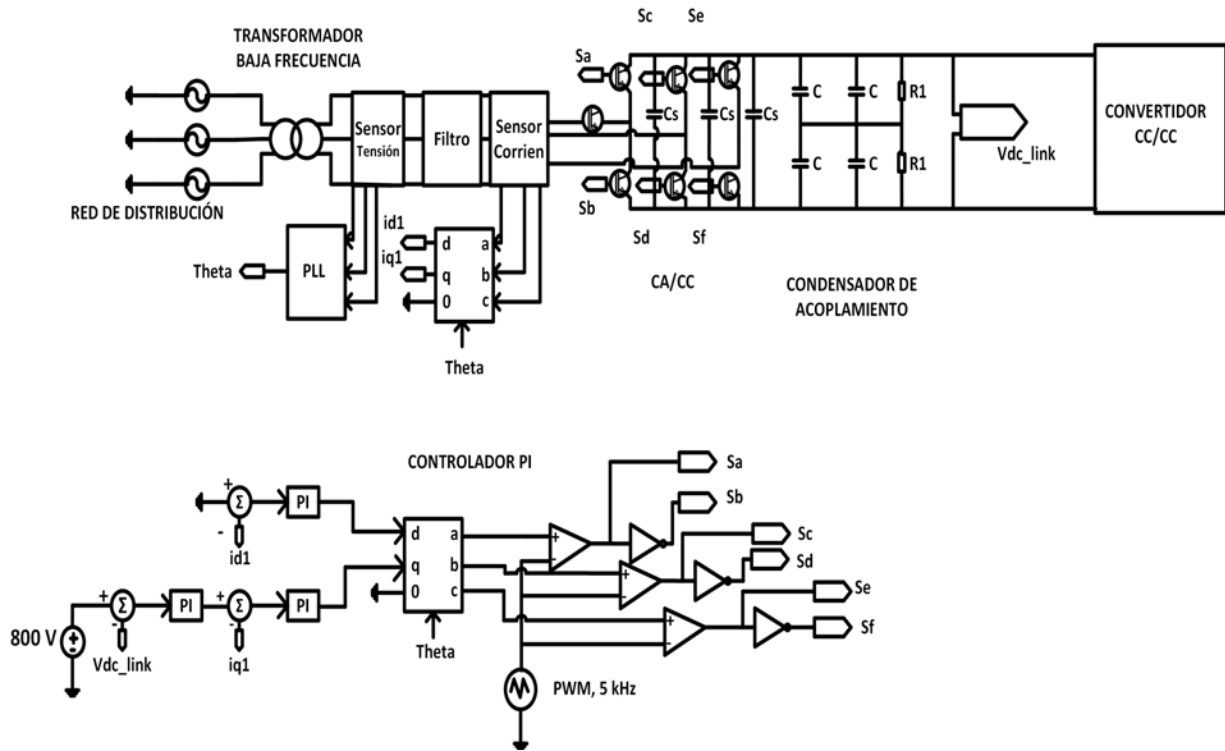 Sc
Se
TRANSFORMADOR
BAJA FRECUENCIA
Sa
Sensor
Tensión
Filtro
Sensor
Corrien
Cs
Cs
Cs
C
C
R1
C
C
R1
Vdc_link
CONVERTIDOR
CC/CC
Sb
RED DE DISTRIBUCIÓN
Sd
Sf
id1
iq1
Theta
PLL
d
a
q
b
0
c
CA/CC
CONDENSADOR DE
ACOPLAMIENTO
Theta
CONTROLADOR PI
Sa
Sb
Sc
Sd
Se
Sf
+
Σ
-
PI
id1
d
a
q
b
0
c
+
-
+
-
+
-
800 V
+
Σ
-
PI
+
Σ
-
PI
Vdc_link
iq1
Theta
PWM, 5 kHz